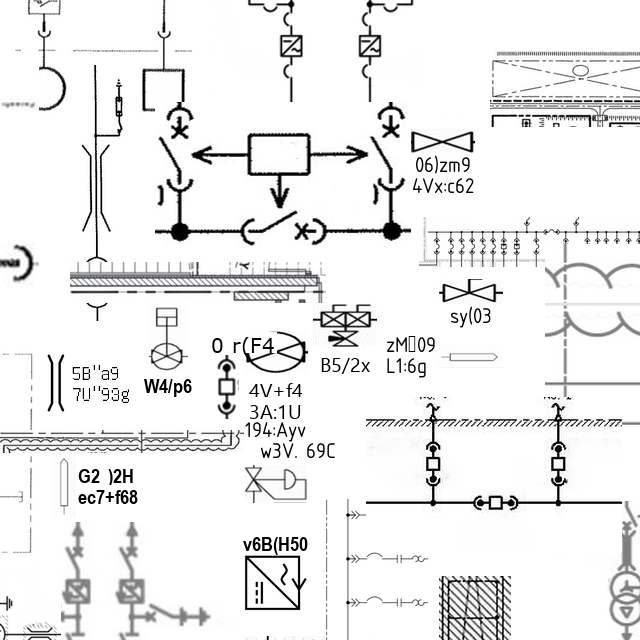 06)zm9
4Vx:c62
sy(03
0 r(F4
B5/2x
zM▯09
L1:6g
5B"a9
7U"93g
W4/p6
4V+f4
3A:1U
194:Ayv
w3V. 69C
G2 )2H
ec7+f68
v6B(H50